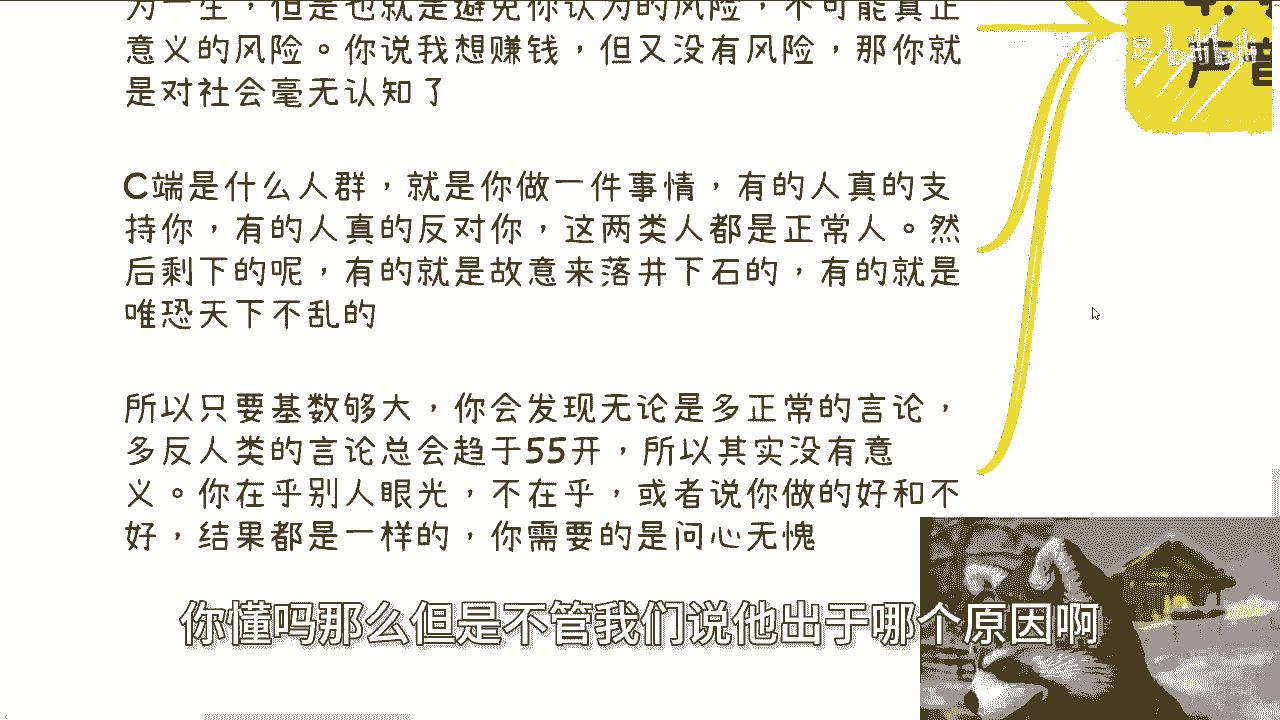 为一生，但是也就是避免你认为的风险，不可能真正
意义的风险。你说我想赚钱，但又没有风险，那你就
是对社会毫无认知了
C端是什么人群，就是你做一件事情，有的人真的支
持你，有的人真的反对你，这两类人都是正常人。然
后剩下的呢，有的就是故意来落井下石的，有的就是
唯恐天下不乱的
所以只要基数够大，你会发现无论是多正常的言论，
多反人类的言论总会趋于55开，所以其实没有意
义。你在乎别人眼光，不在乎，或者说你做的好和不
好，结果都是一样的，你需要的是问心无愧
声音
你懂吗那么但是不管我们说他出于哪个原因啊